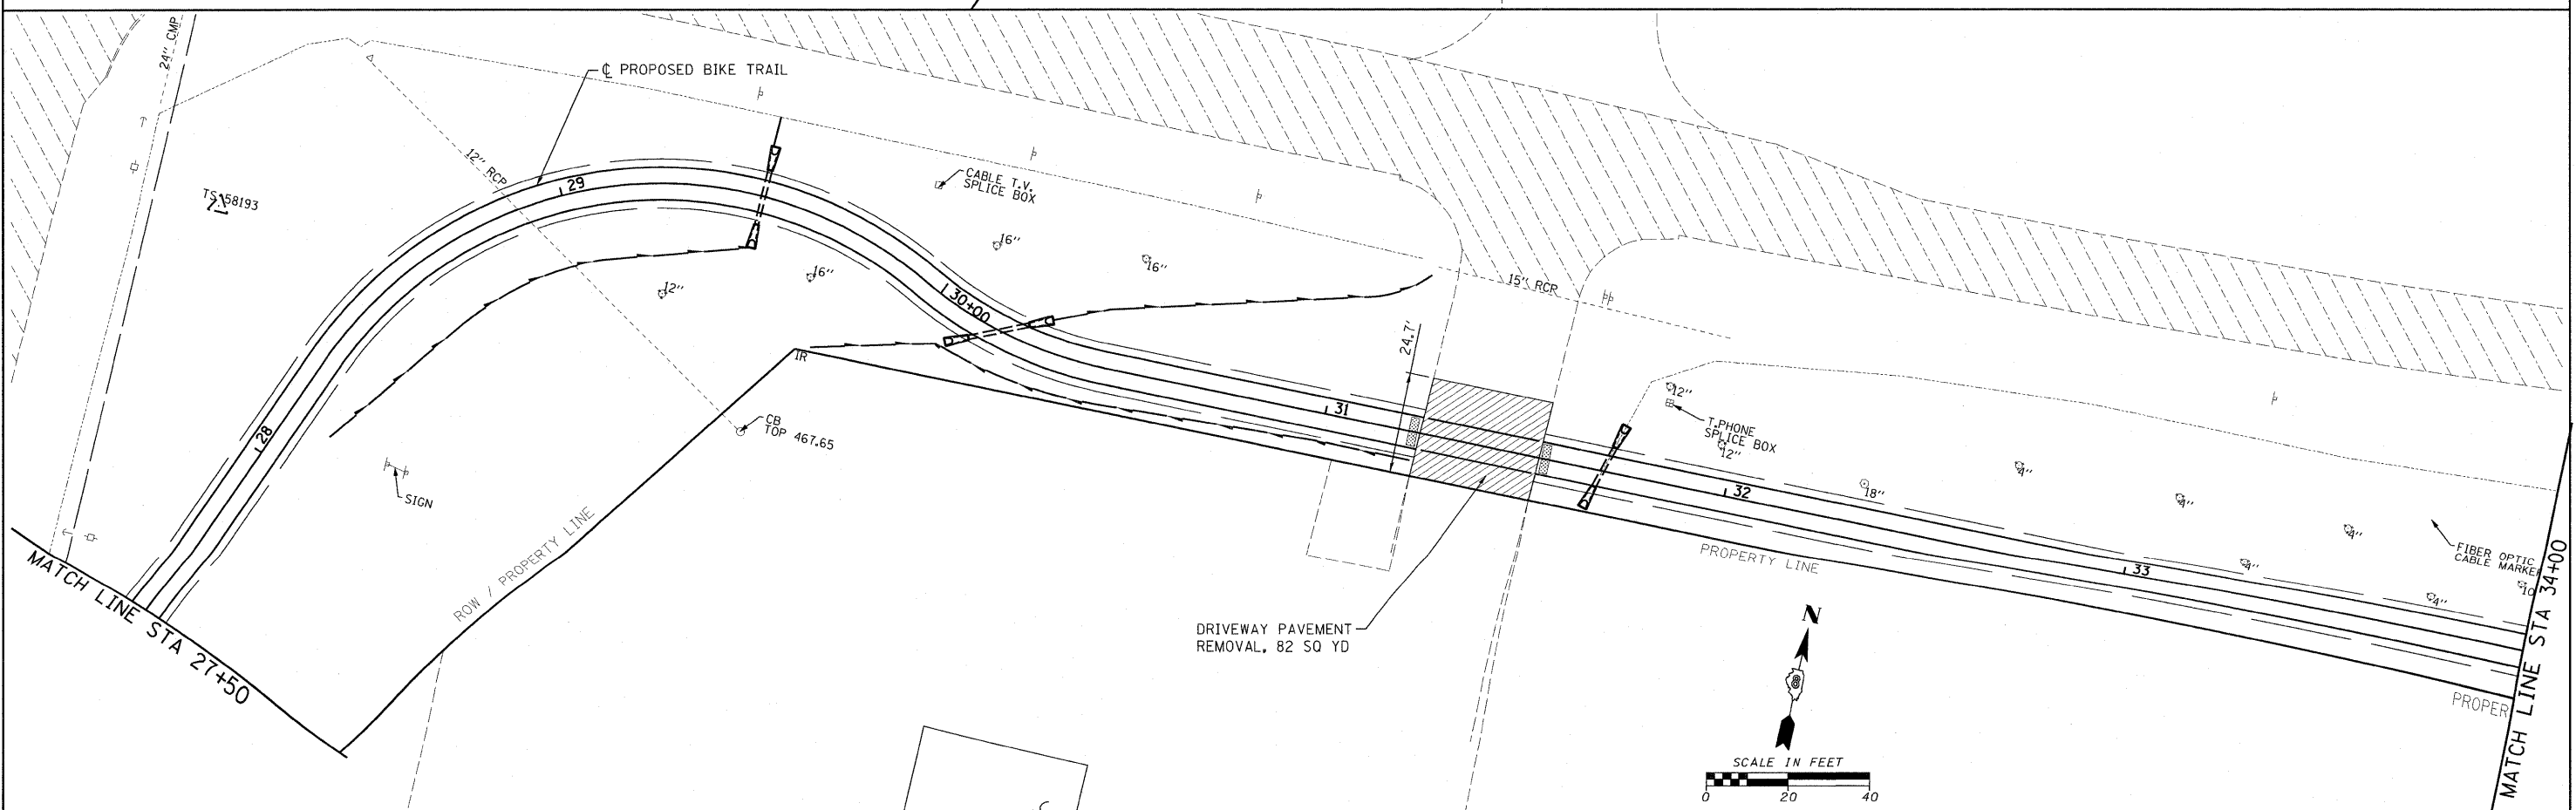 24" CMP
℄ PROPOSED BIKE TRAIL
12" RCP
29
CABLE T.V.
SPLICE BOX
TS 58193
16"
16"
16"
12"
30+00
15" RCP
24.7'
IR
31
12"
T.PHONE
SPLICE BOX
12"
CB
TOP 467.65
28
SIGN
32
18"
4"
4"
4"
4"
4"
FIBER OPTIC
CABLE MARKER
10
33
ROW / PROPERTY LINE
PROPERTY LINE
MATCH LINE STA 27+50
DRIVEWAY PAVEMENT
REMOVAL, 82 SQ YD
N
PROPER
MATCH LINE STA 34+00
SCALE IN FEET
0 20 40